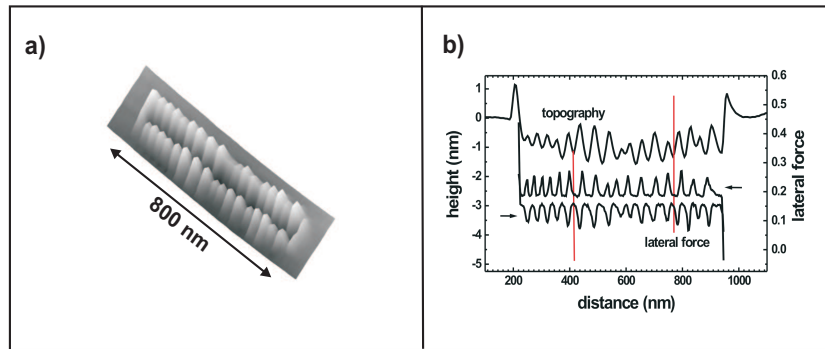 a)
800 nm
b)
topography
lateral force
height (nm)
1
0
-1
-2
-3
-4
-5
200
400
600
800
1000
distance (nm)
0.6
0.5
0.4
0.3
0.2
0.1
0.0
lateral force